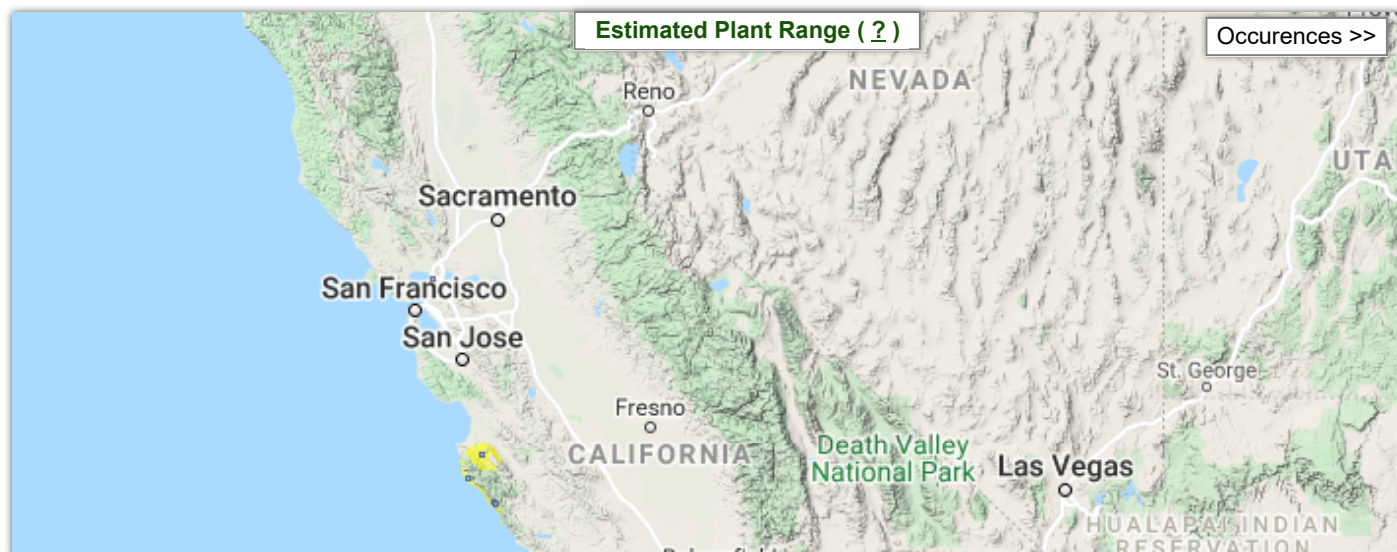 Estimated Plant Range ( ? )
Occurences >>
NEVADA
Reno
UTA
Sacramento
San Francisco
San Jose
St. George
Fresno
CALIFORNIA
Death Valley
National Park
Las Vegas
HUALAPAI INDIAN
RESERVATION